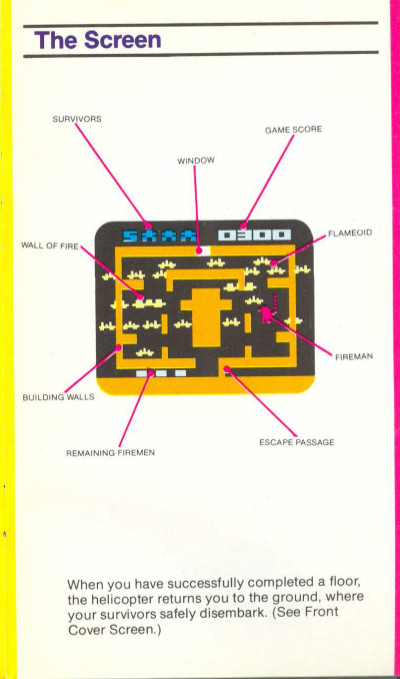 The Screen
SURVIVORS
GAME SCORE
WINDOW
5
0300
WALL OF FIRE
FLAMEOID
FIREMAN
BUILDING WALLS
ESCAPE PASSAGE
REMAINING FIREMEN
When you have successfully completed a floor,
the helicopter returns you to the ground, where
your survivors safely disembark. (See Front
Cover Screen.)